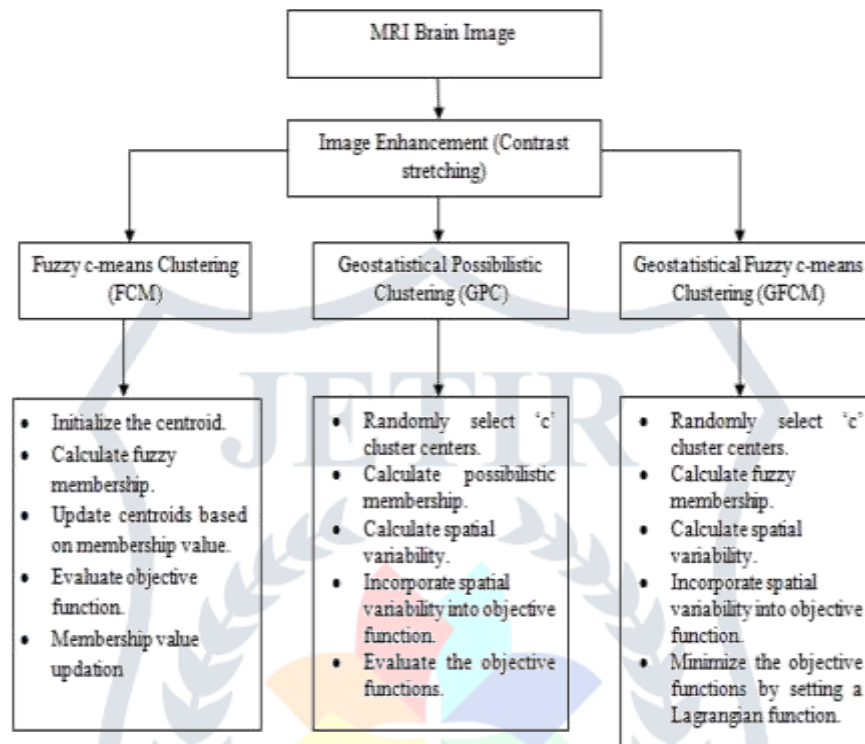 MRI Brain Image
Image Enhancement (Contrast
stretching)
Fuzzy c-means Clustering
(FCM)
Geostatistical Possibilistic
Clustering (GPC)
Geostatistical Fuzzy c-means
Clustering (GFCM)
JETIR
• Initialize the centroid.
• Calculate fuzzy
membership.
• Update centroids based
on membership value.
• Evaluate objective
function.
• Membership value
updation
• Randomly select ‘c’
cluster centers.
• Calculate possibilistic
membership.
• Calculate spatial
variability.
• Incorporate spatial
variability into objective
function.
• Evaluate the objective
functions.
• Randomly select ‘c’
cluster centers.
• Calculate fuzzy
membership.
• Calculate spatial
variability.
• Incorporate spatial
variability into objective
function.
• Minimize the objective
functions by setting a
Lagrangian function.